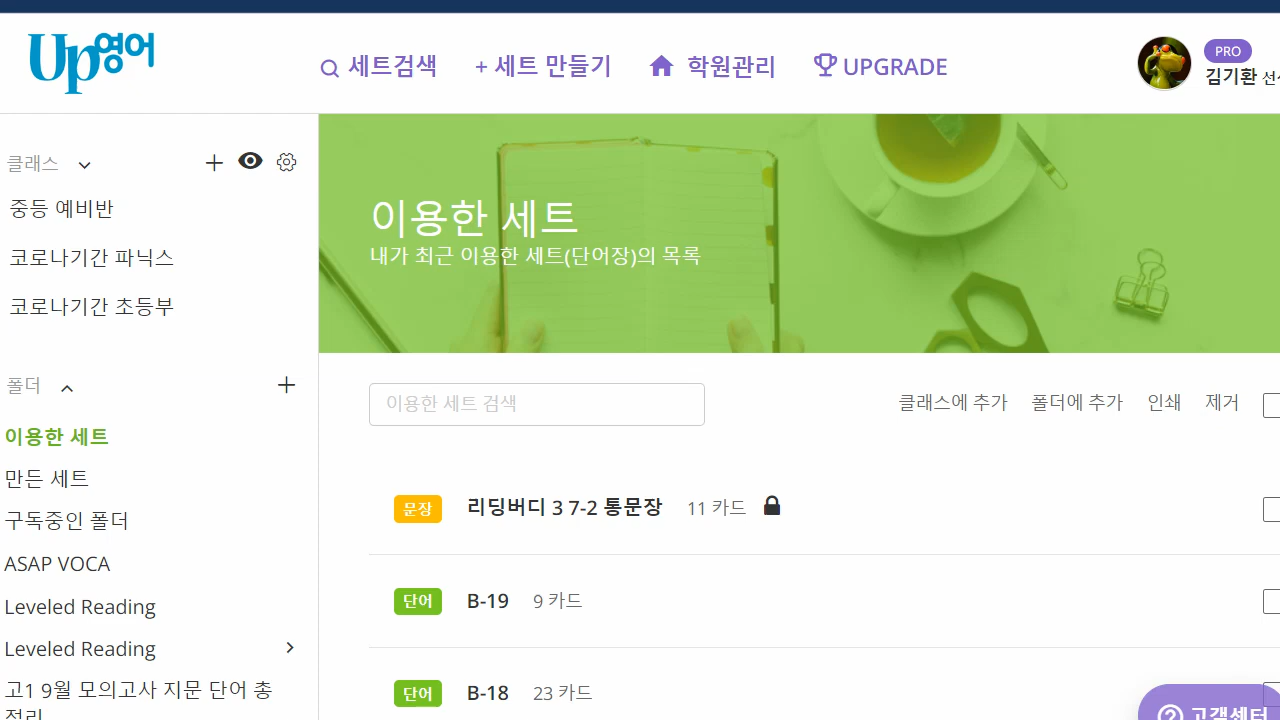 Up영어
세트검색
+ 세트 만들기
학원관리
UPGRADE
PRO
김기환
클래스
중등 예비반
코로나기간 파닉스
코로나기간 초등부
폴더
이용한 세트
만든 세트
구독중인 폴더
ASAP VOCA
Leveled Reading
Leveled Reading
고1 9월 모의고사 지문 단어 총
정리
이용한 세트
내가 최근 이용한 세트(단어장)의 목록
이용한 세트 검색
클래스에 추가 폴더에 추가 인쇄 제거
문장 리딩버디 3 7-2 통문장 11 카드
단어 B-19 9 카드
단어 B-18 23 카드
고객센터